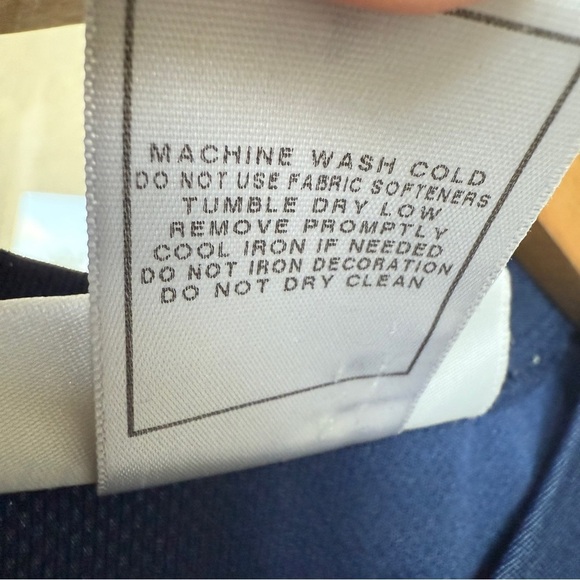 MACHINE WASH COLD
DO NOT USE FABRIC SOFTENERS
TUMBLE DRY LOW
REMOVE PROMPTLY
COOL IRON IF NEEDED
DO NOT IRON DECORATION
DO NOT DRY CLEAN